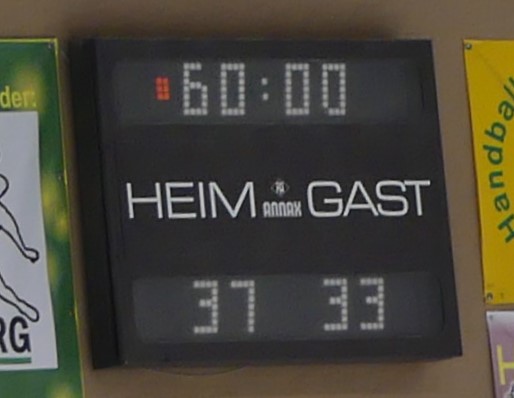 der:
60:00
HEIM ANNAX GAST
37 33
Handball
RG
T